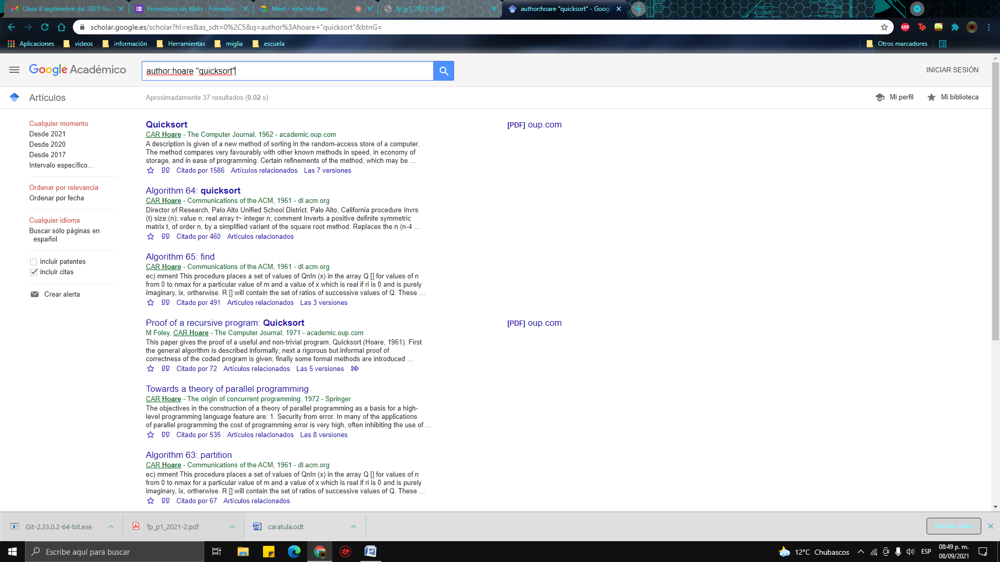 Clase 8 septiembre del 2021 Gui
Formulario sin título - Formulario
Meet - mfe-ivtc-fam
fp_p1_2021-2.pdf
author:hoare "quicksort" - Goog
scholar.google.es/scholar?hl=es&as_sdt=0%2C5&q=author%3Ahoare+"quicksort"&btnG=
ABP
Tp
Aplicaciones
videos
información
Herramientas
miglia
escuela
Otros marcadores
Lista de lectura
Google Académico
author:hoare "quicksort"
INICIAR SESIÓN
Artículos
Aproximadamente 37 resultados (0.02 s)
Mi perfil
Mi biblioteca
Cualquier momento
Desde 2021
Desde 2020
Desde 2017
Intervalo específico...
Ordenar por relevancia
Ordenar por fecha
Cualquier idioma
Buscar sólo páginas en
español
incluir patentes
incluir citas
Crear alerta
Quicksort
[PDF] oup.com
CAR Hoare - The Computer Journal, 1962 - academic.oup.com
A description is given of a new method of sorting in the random-access store of a computer.
The method compares very favourably with other known methods in speed, in economy of
storage, and in ease of programming. Certain refinements of the method, which may be ...
Citado por 1586 Artículos relacionados Las 7 versiones
Algorithm 64: quicksort
CAR Hoare - Communications of the ACM, 1961 - dl.acm.org
Director of Research, Palo Alto Unified School District, Palo Alto, California procedure Invrs
(t) size:(n); value n; real array t~ integer n; comment Inverts a positive definite symmetric
matrix t, of order n, by a simplified variant of the square root method. Replaces the n (n-4 ...
Citado por 460 Artículos relacionados
Algorithm 65: find
CAR Hoare - Communications of the ACM, 1961 - dl.acm.org
ec) mment This procedure places a set of values of QnIn (x) in the array Q [] for values of n
from 0 to nmax for a particular value of m and a value of x which is real if ri is 0 and is purely
imaginary, ix, ortherwise. R [] will contain the set of ratios of successive values of Q. These ...
Citado por 491 Artículos relacionados Las 3 versiones
Proof of a recursive program: Quicksort
[PDF] oup.com
M Foley, CAR Hoare - The Computer Journal, 1971 - academic.oup.com
This paper gives the proof of a useful and non-trivial program, Quicksort (Hoare, 1961). First
the general algorithm is described informally; next a rigorous but informal proof of
correctness of the coded program is given; finally some formal methods are introduced ...
Citado por 72 Artículos relacionados Las 5 versiones
Towards a theory of parallel programming
CAR Hoare - The origin of concurrent programming, 1972 - Springer
The objectives in the construction of a theory of parallel programming as a basis for a high-
level programming language feature are: 1. Security from error. In many of the applications
of parallel programming the cost of programming error is very high, often inhibiting the use of ...
Citado por 535 Artículos relacionados Las 8 versiones
Algorithm 63: partition
CAR Hoare - Communications of the ACM, 1961 - dl.acm.org
ec) mment This procedure places a set of values of QnIn (x) in the array Q [] for values of n
from 0 to nmax for a particular value of m and a value of x which is real if ri is 0 and is purely
imaginary, ix, ortherwise. R [] will contain the set of ratios of successive values of Q. These ...
Citado por 67 Artículos relacionados
Git-2.33.0.2-64-bit.exe
fp_p1_2021-2.pdf
caratula.odt
Mostrar todo
Escribe aquí para buscar
12°C Chubascos
ESP
08:49 p. m.
08/09/2021